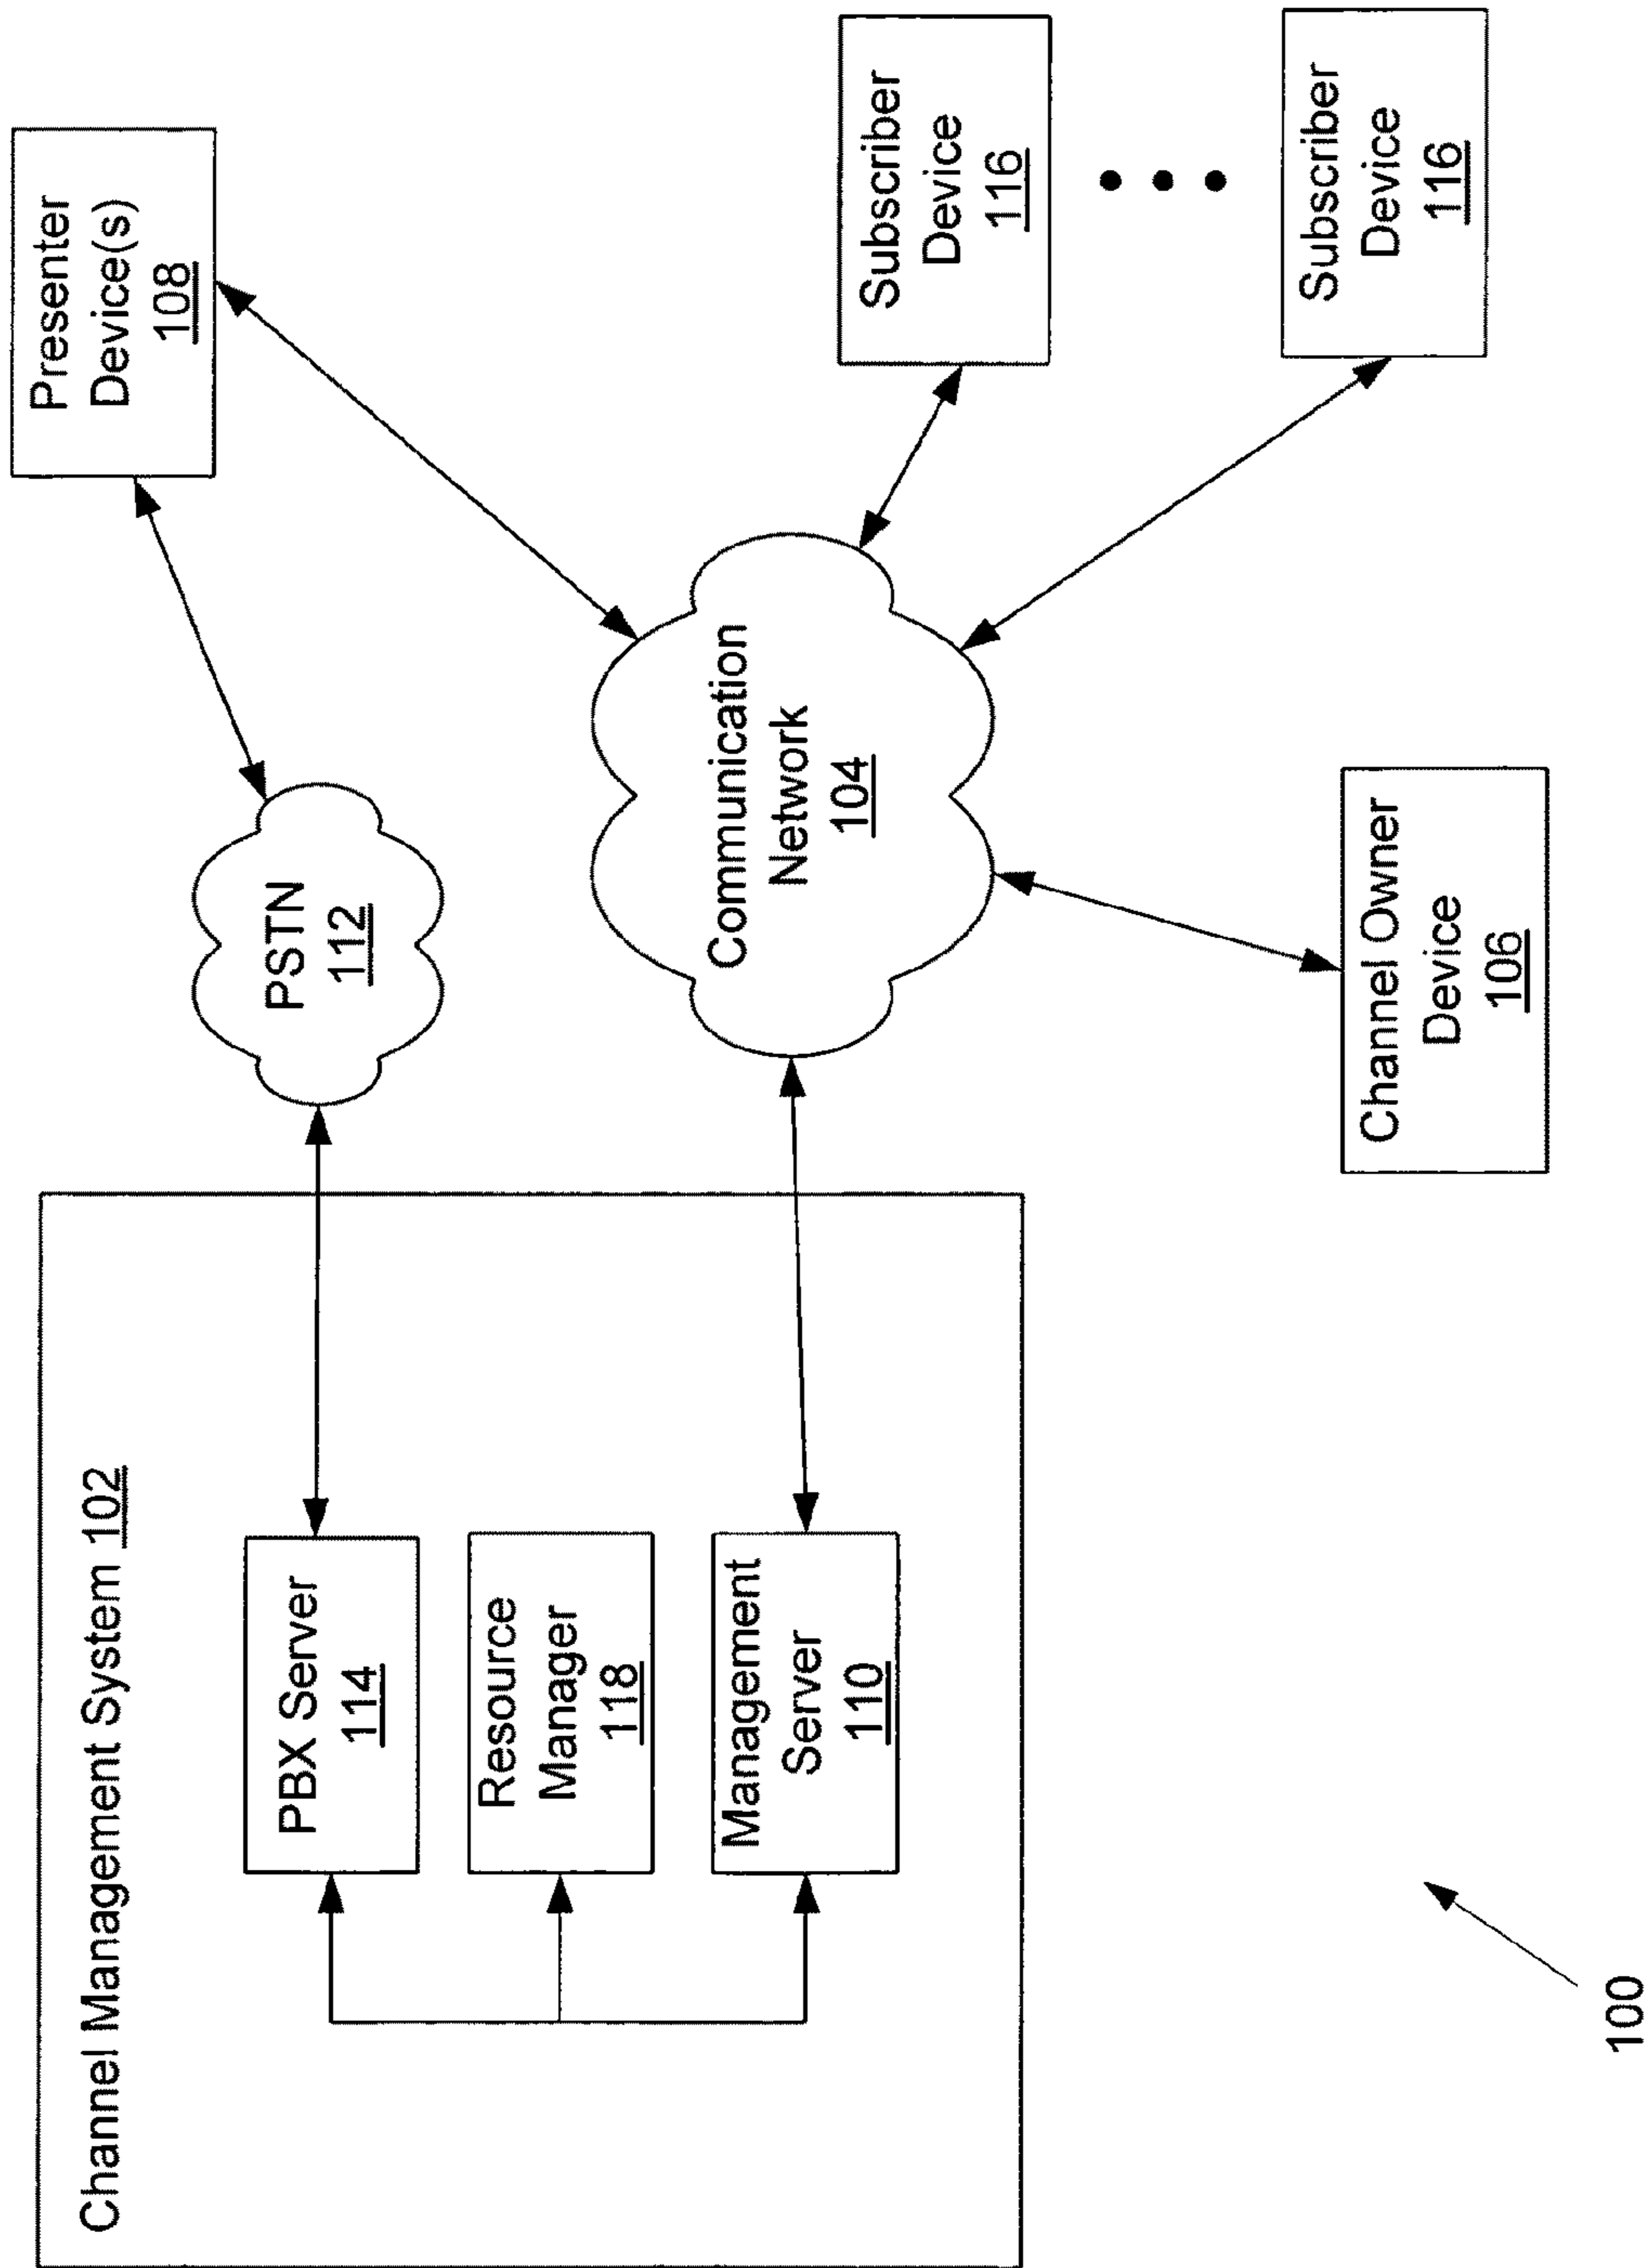 Channel Management System 102
PBX Server
114
Resource
Manager
118
Management
Server
110
PSTN
112
Communication
Network
104
Presenter
Device(s)
108
Subscriber
Device
116
Subscriber
Device
116
Channel Owner
Device
106
100